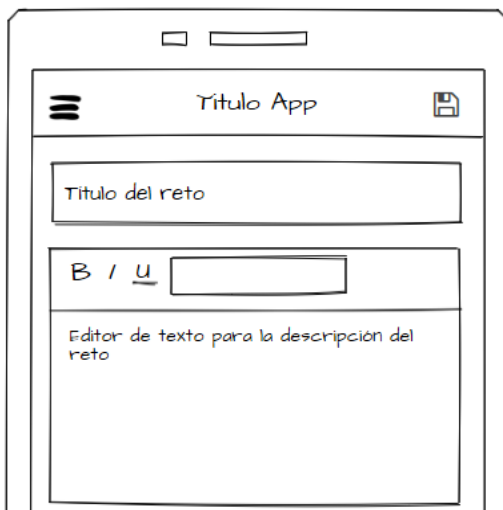 Titulo App
Titulo del reto
B I U
Editor de texto para la descripción del
reto